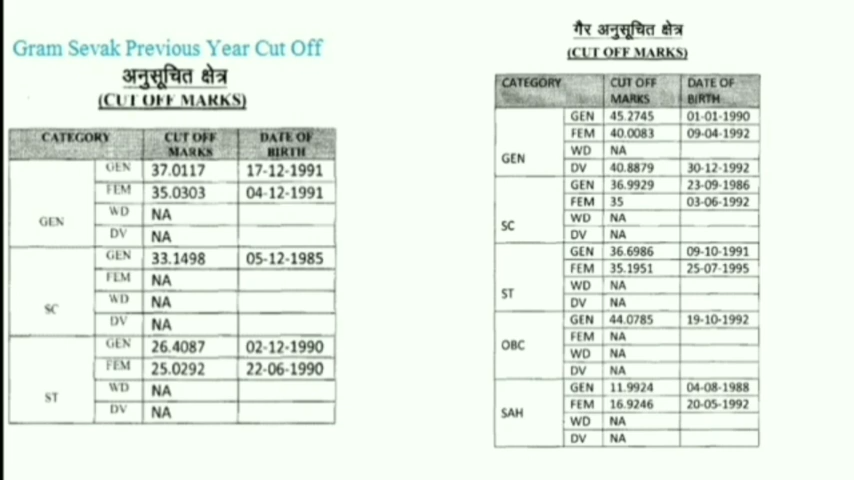 Gram Sevak Previous Year Cut Off
अनुसूचित क्षेत्र
(CUT OFF MARKS)
CATEGORY CUT OFF MARKS DATE OF BIRTH
GEN
GEN 37.0117 17-12-1991
FEM 35.0303 04-12-1991
WD NA
DV NA
SC
GEN 33.1498 05-12-1985
FEM NA
WD NA
DV NA
ST
GEN 26.4087 02-12-1990
FEM 25.0292 22-06-1990
WD NA
DV NA
गैर अनुसूचित क्षेत्र
(CUT OFF MARKS)
CATEGORY CUT OFF MARKS DATE OF BIRTH
GEN
GEN 45.2745 01-01-1990
FEM 40.0083 09-04-1992
WD NA
DV 40.8879 30-12-1992
SC
GEN 36.9929 23-09-1986
FEM 35 03-06-1992
WD NA
DV NA
ST
GEN 36.6986 09-10-1991
FEM 35.1951 25-07-1995
WD NA
DV NA
OBC
GEN 44.0785 19-10-1992
FEM NA
WD NA
DV NA
SAH
GEN 11.9924 04-08-1988
FEM 16.9246 20-05-1992
WD NA
DV NA